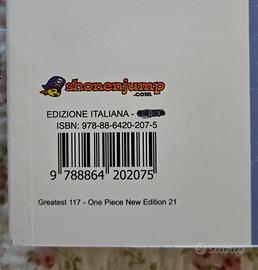 shonenjump
.com
EDIZIONE ITALIANA -
ISBN: 978-88-6420-207-5
9 788864 202075
Greatest 117 - One Piece New Edition 21
subito